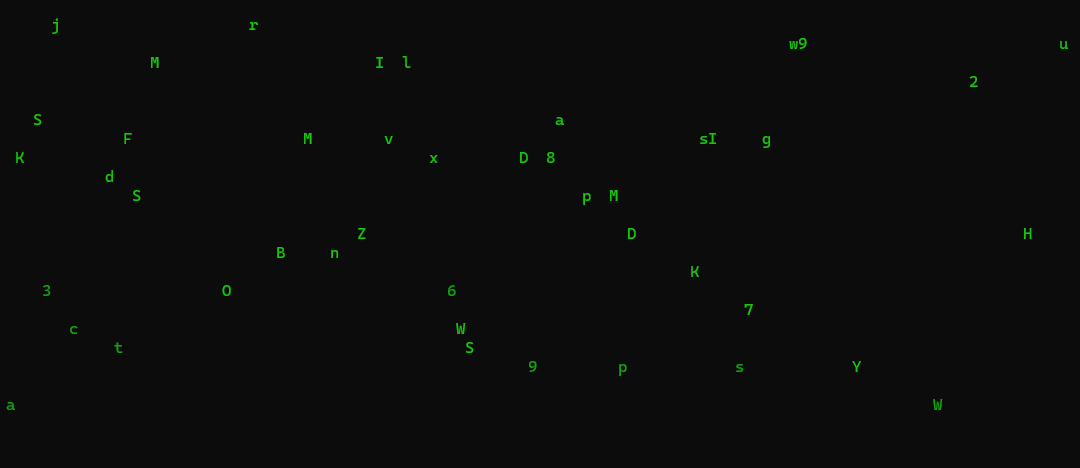 j r
w9 u
M I l
2
S a
F M v sI g
K x D 8
d
S p M
Z D H
B n
K
3 O 6
7
c W
t S
9 p s Y
a W